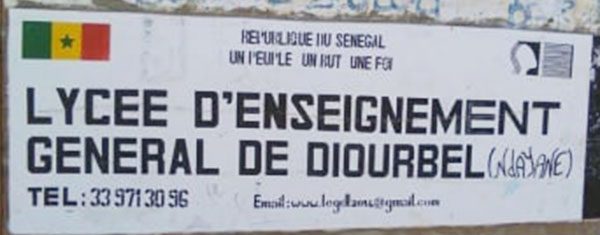 REPUBLIQUE DU SENEGAL
UN PEUPLE UN BUT UNE FOI
LYCEE D'ENSEIGNEMENT
GENERAL DE DIOURBEL (NDAYANE)
TEL: 33 971 30 96 Email: